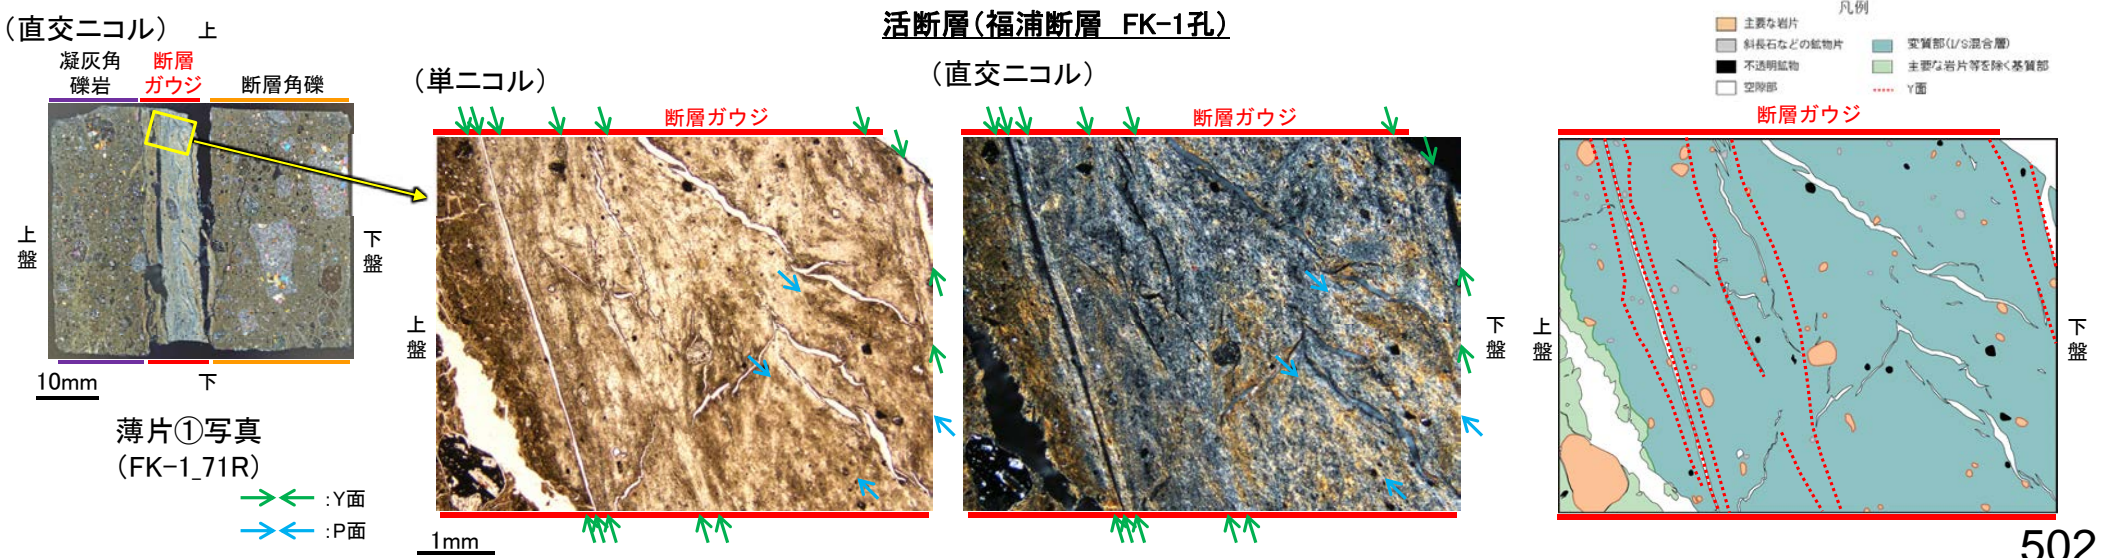 活断層(福浦断層 FK-1孔)
(直交ニコル) 上
凝灰角
礫岩
断層
ガウジ
断層角礫
上盤
下盤
10mm
下
薄片①写真
(FK-1_71R)
:Y面
:P面
(単ニコル)
断層ガウジ
上盤
1mm
(直交ニコル)
断層ガウジ
下盤
凡例
主要な岩片
斜長石などの鉱物片
不透明鉱物
空隙部
変質部(I/S混合層)
主要な岩片等を除く基質部
Y面
断層ガウジ
上盤
下盤
502